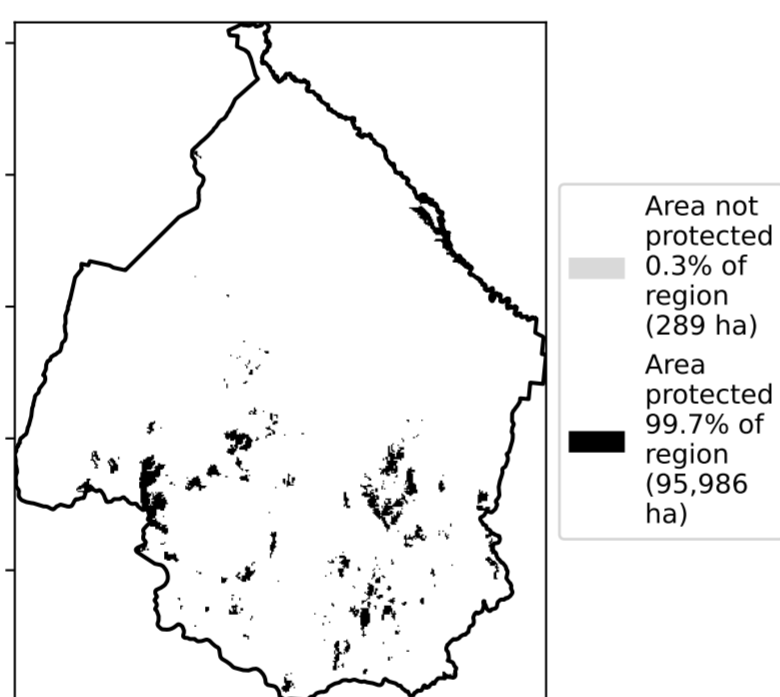 Area not
protected
0.3% of
region
(289 ha)
Area
protected
99.7% of
region
(95,986
ha)